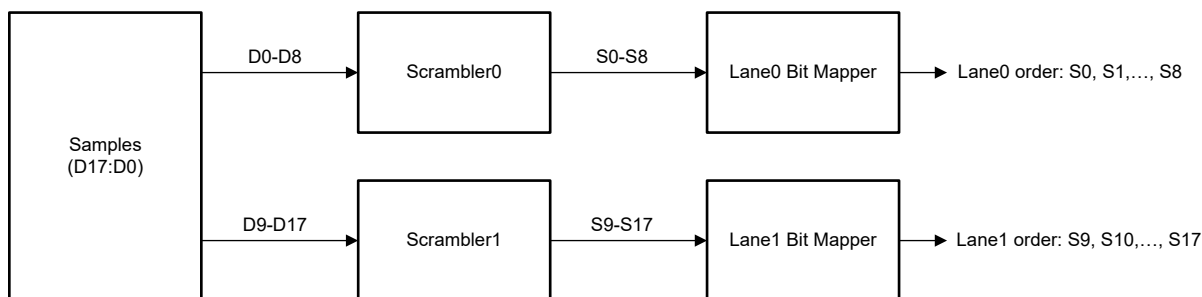 D0-D8
Scrambler0
S0-S8
Lane0 Bit Mapper
Lane0 order: S0, S1,…, S8
Samples
(D17:D0)
D9-D17
Scrambler1
S9-S17
Lane1 Bit Mapper
Lane1 order: S9, S10,…, S17